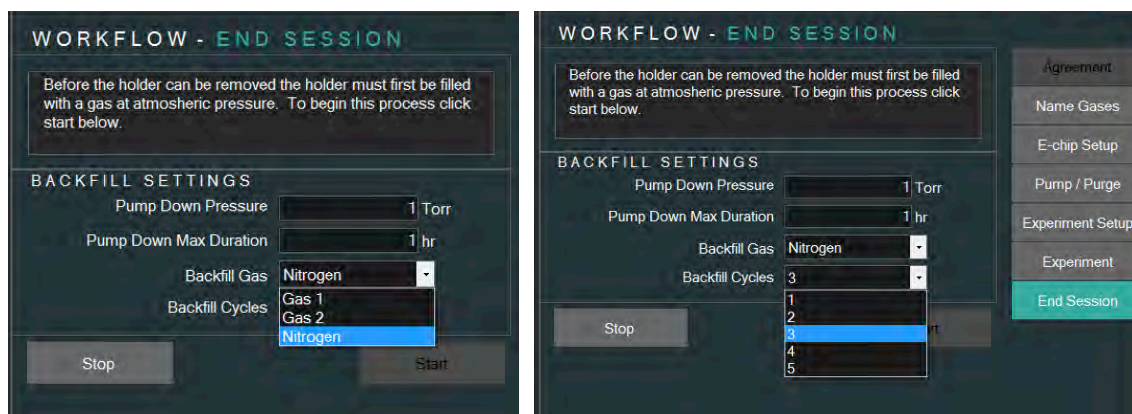 WORKFLOW - END SESSION
Before the holder can be removed the holder must first be filled
with a gas at atmosheric pressure. To begin this process click
start below.
BACKFILL SETTINGS
Pump Down Pressure 1 Torr
Pump Down Max Duration 1 hr
Backfill Gas Nitrogen
Gas 1
Backfill Cycles
Gas 2
Nitrogen
Stop Start
WORKFLOW - END SESSION
Before the holder can be removed the holder must first be filled
with a gas at atmosheric pressure. To begin this process click
start below.
BACKFILL SETTINGS
Pump Down Pressure 1 Torr
Pump Down Max Duration 1 hr
Backfill Gas Nitrogen
Backfill Cycles 3
1
2
3
4
5
Stop
Agreement
Name Gases
E-chip Setup
Pump / Purge
Experiment Setup
Experiment
End Session